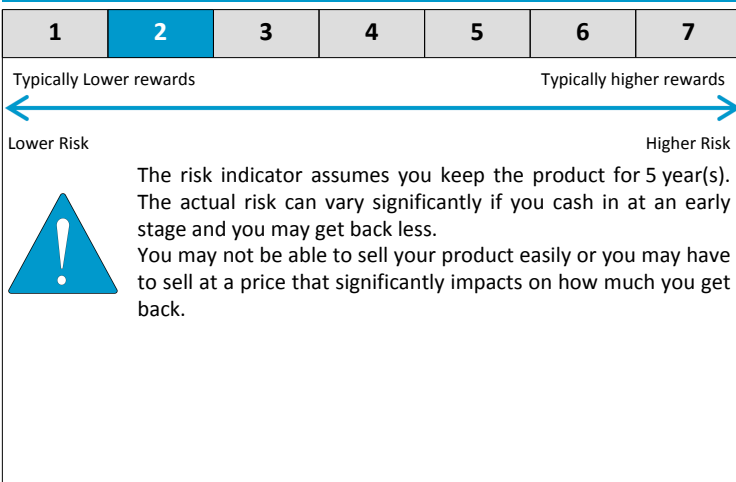 1 2 3 4 5 6 7
Typically Lower rewards Typically higher rewards
Lower Risk Higher Risk
The risk indicator assumes you keep the product for 5 year(s).
The actual risk can vary significantly if you cash in at an early
stage and you may get back less.
You may not be able to sell your product easily or you may have
to sell at a price that significantly impacts on how much you get
back.